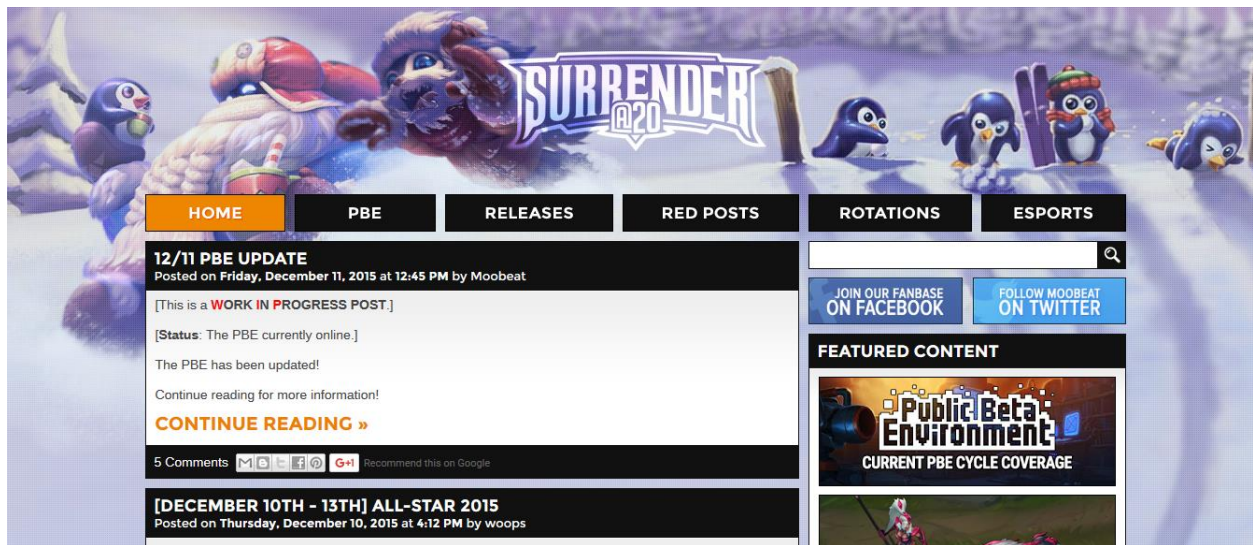 SURRENDER
@20
HOME
PBE
RELEASES
RED POSTS
ROTATIONS
ESPORTS
12/11 PBE UPDATE
Posted on Friday, December 11, 2015 at 12:45 PM by Moobeat
[This is a WORK IN PROGRESS POST.]
[Status: The PBE currently online.]
The PBE has been updated!
Continue reading for more information!
CONTINUE READING »
5 Comments
G+1
Recommend this on Google
[DECEMBER 10TH - 13TH] ALL-STAR 2015
Posted on Thursday, December 10, 2015 at 4:12 PM by woops
JOIN OUR FANBASE
ON FACEBOOK
FOLLOW MOOBEAT
ON TWITTER
FEATURED CONTENT
Public Beta
Environment
CURRENT PBE CYCLE COVERAGE